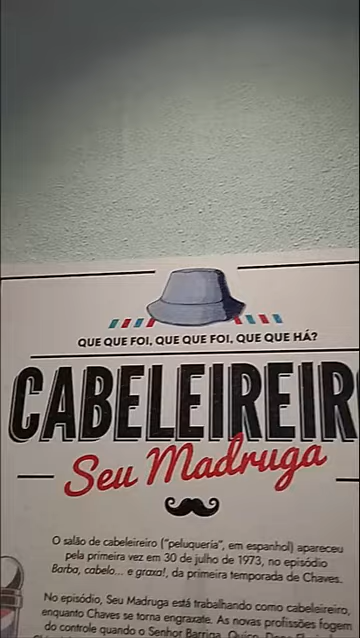 QUE QUE FOI, QUE QUE FOI, QUE QUE HÁ?
CABELEIREIR
Seu Madruga
O salão de cabeleireiro ("peluquería", em espanhol) apareceu
pela primeira vez em 30 de julho de 1973, no episódio
Barba, cabelo... e graxa!, da primeira temporada de Chaves.
No episódio, Seu Madruga está trabalhando como cabeleireiro,
enquanto Chaves se torna engraxate. As novas profissões fogem
do controle quando o Senhor Barriga, Quico, Dona